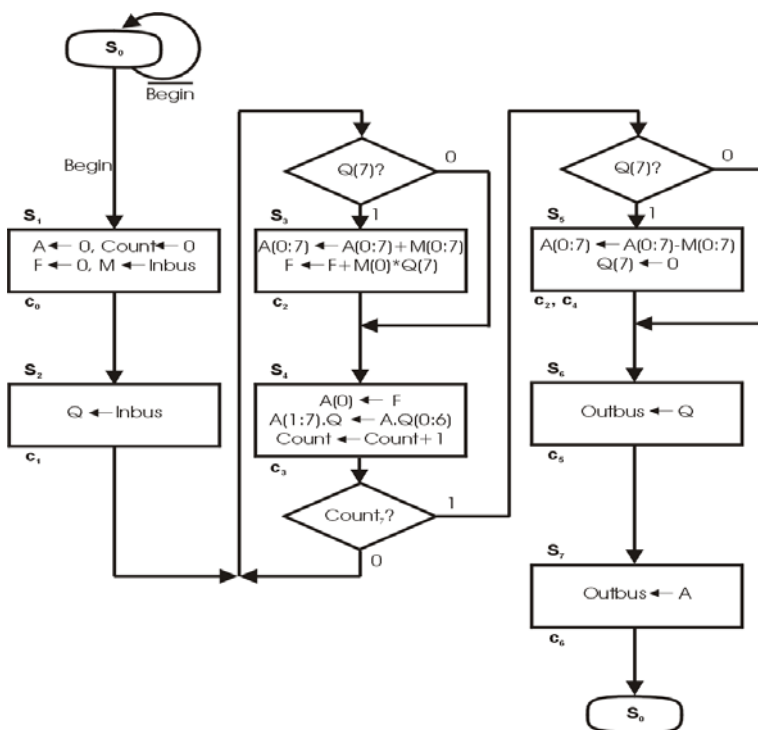 S₀
Begin
Begin
S₁
A ← 0, Count ← 0
F ← 0, M ← Inbus
c₀
S₂
Q ← Inbus
c₁
Q(7)?
0
1
S₃
A(0:7) ← A(0:7)+M(0:7)
F ← F+M(0)*Q(7)
c₂
S₄
A(0) ← F
A(1:7).Q ← A.Q(0:6)
Count ← Count+1
c₃
Count₇?
1
0
Q(7)?
0
1
S₅
A(0:7) ← A(0:7)-M(0:7)
Q(7) ← 0
c₂, c₄
S₆
Outbus ← Q
c₅
S₇
Outbus ← A
c₆
S₀